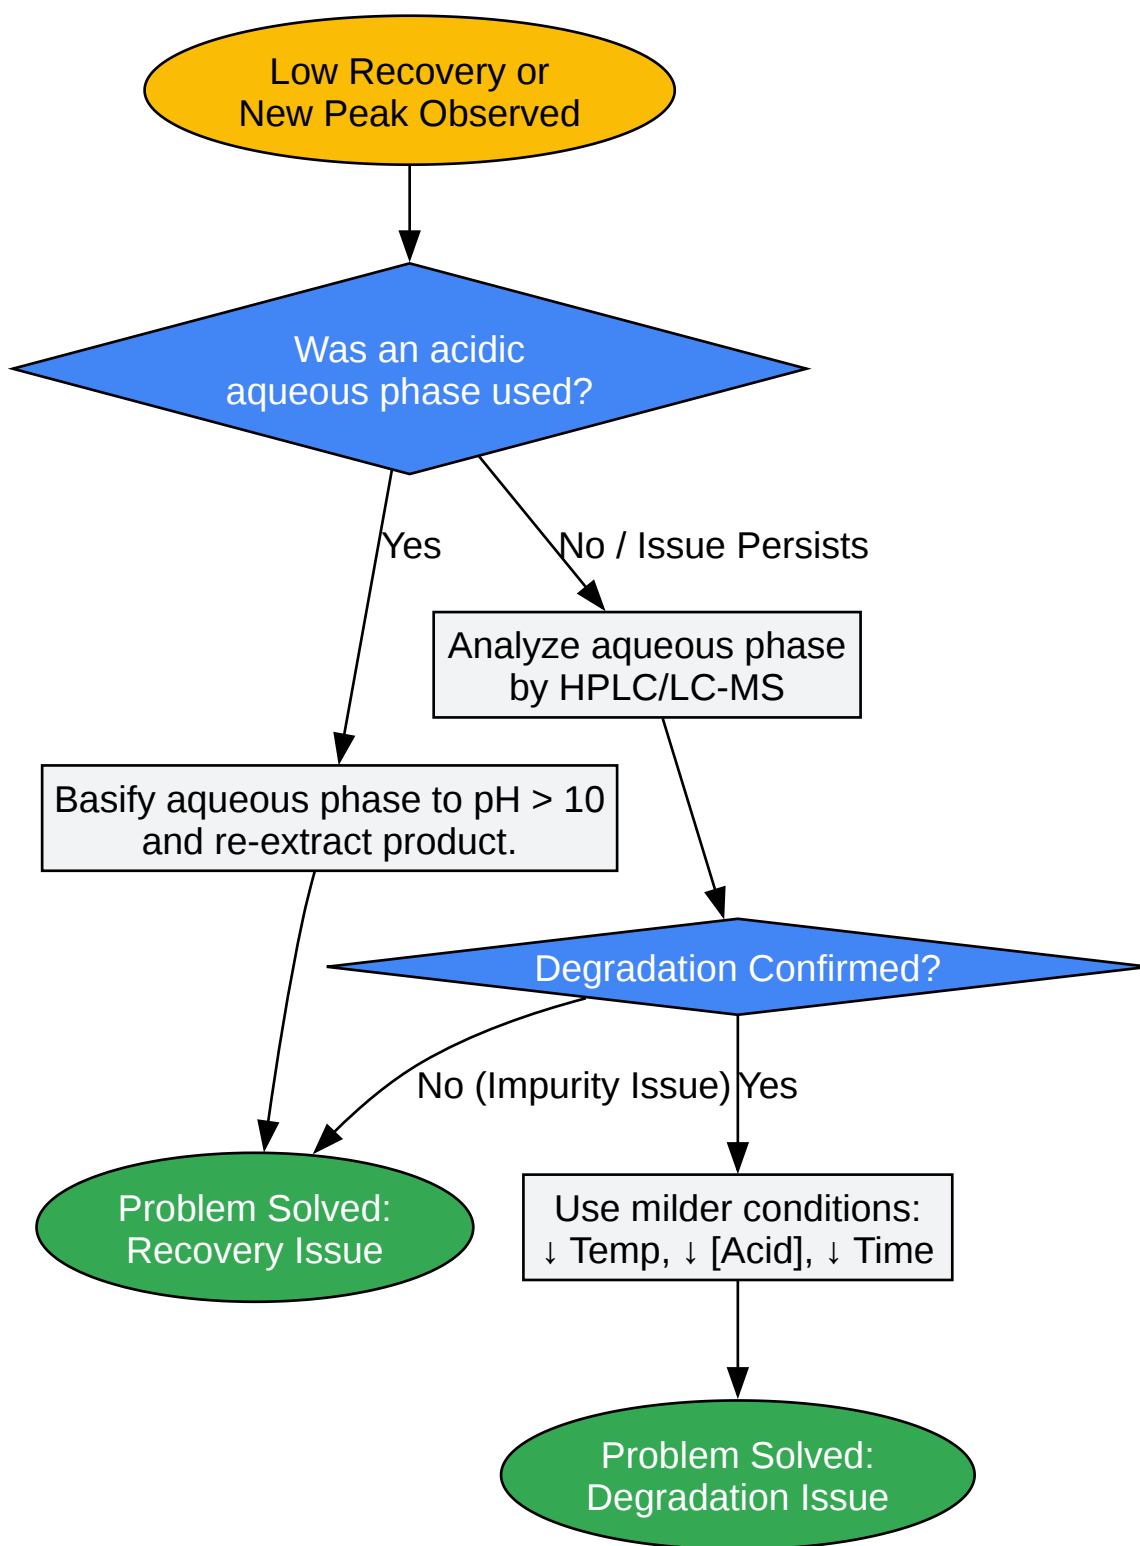 Low Recovery or
New Peak Observed
Was an acidic
aqueous phase used?
Yes
No / Issue Persists
Analyze aqueous phase
by HPLC/LC-MS
Basify aqueous phase to pH > 10
and re-extract product.
Degradation Confirmed?
No (Impurity Issue)
Yes
Problem Solved:
Recovery Issue
Use milder conditions:
↓ Temp, ↓ [Acid], ↓ Time
Problem Solved:
Degradation Issue